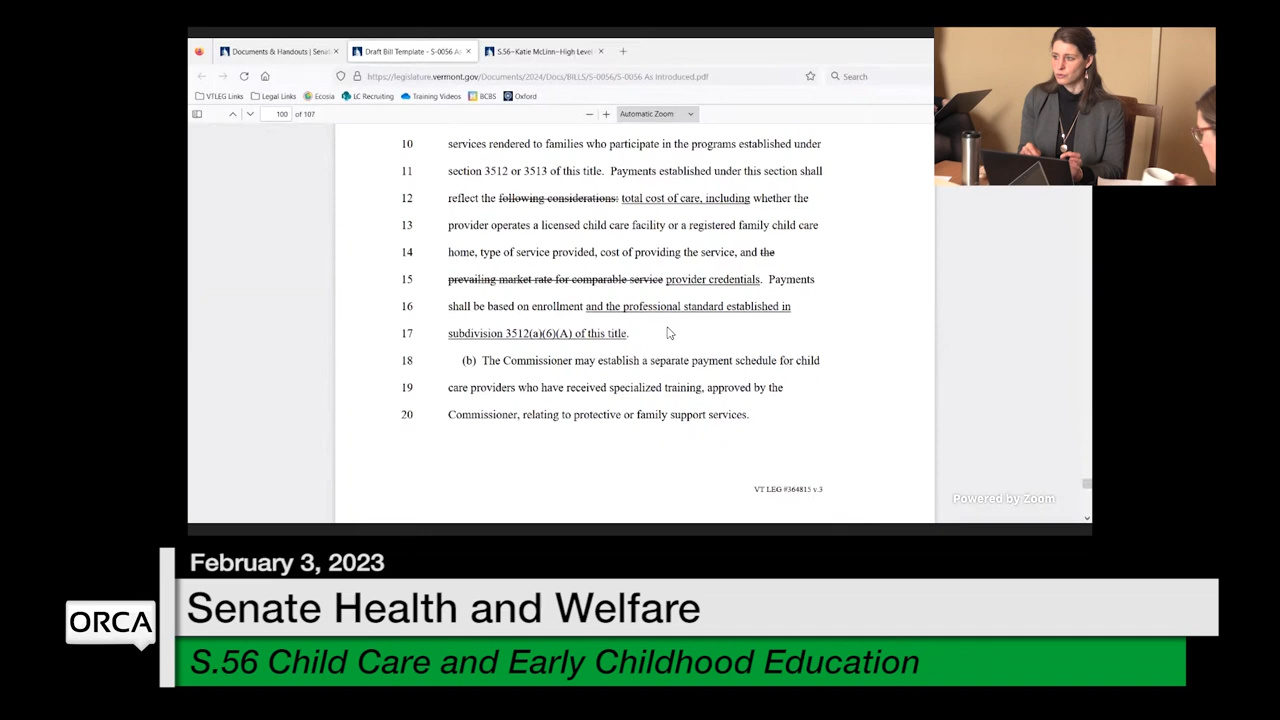 Documents & Handouts | Senat
Draft Bill Template - S-0056 As
S.56~Katie McLinn~High Level
https://legislature.vermont.gov/Documents/2024/Docs/BILLS/S-0056/S-0056 As Introduced.pdf
Search
VTLEG Links
Legal Links
Ecosia
LC Recruiting
Training Videos
BCBS
Oxford
100 of 107
Automatic Zoom
10 services rendered to families who participate in the programs established under
11 section 3512 or 3513 of this title. Payments established under this section shall
12 reflect the following considerations: total cost of care, including whether the
13 provider operates a licensed child care facility or a registered family child care
14 home, type of service provided, cost of providing the service, and the
15 prevailing market rate for comparable service provider credentials. Payments
16 shall be based on enrollment and the professional standard established in
17 subdivision 3512(a)(6)(A) of this title.
18 (b) The Commissioner may establish a separate payment schedule for child
19 care providers who have received specialized training, approved by the
20 Commissioner, relating to protective or family support services.
VT LEG #364815 v.3
Powered by Zoom
February 3, 2023
ORCA
Senate Health and Welfare
S.56 Child Care and Early Childhood Education